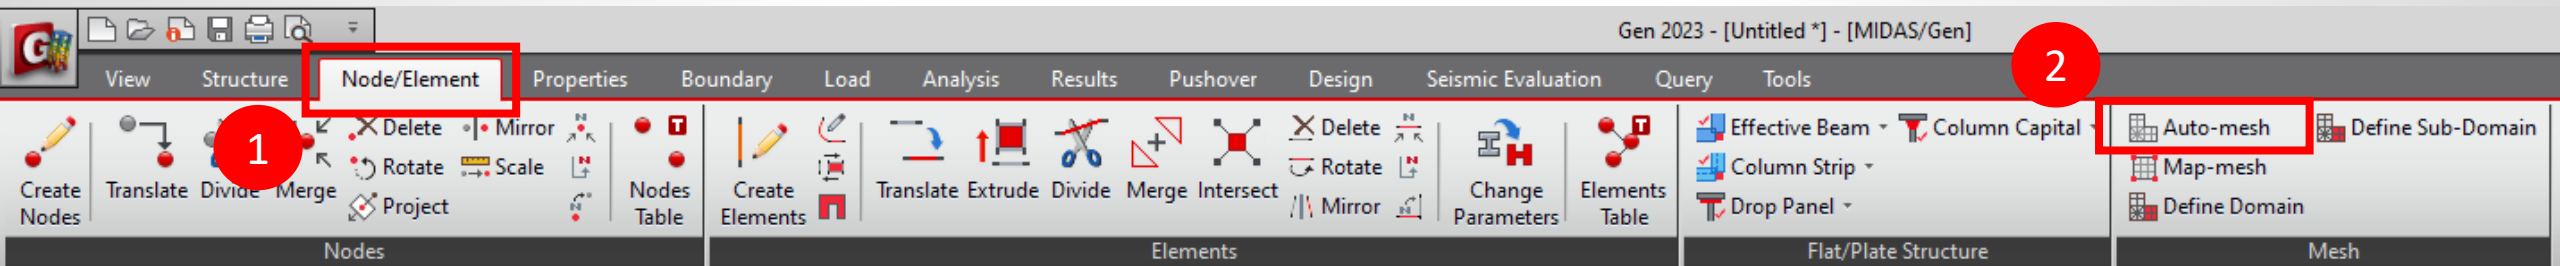 Gen 2023 - [Untitled *] - [MIDAS/Gen]
View Structure Node/Element Properties Boundary Load Analysis Results Pushover Design Seismic Evaluation Query Tools
1
2
Create Nodes
Translate
Divide
Merge
Delete
Mirror
Rotate
Scale
Project
Nodes Table
Nodes
Create Elements
Translate
Extrude
Divide
Merge
Intersect
Delete
Rotate
Mirror
Change Parameters
Elements Table
Elements
Effective Beam
Column Capital
Column Strip
Drop Panel
Flat/Plate Structure
Auto-mesh
Define Sub-Domain
Map-mesh
Define Domain
Mesh